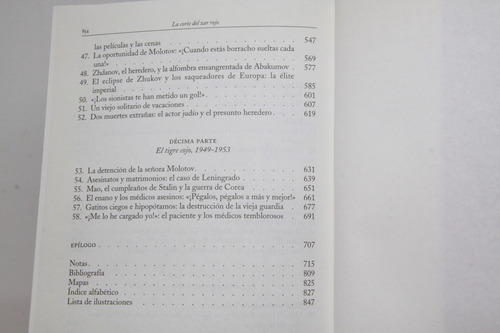 La corte del zar rojo
las películas y las cenas 547
47. La oportunidad de Molotov: «¡Cuando estás borracho sueltas cada
una!» 569
48. Zhdanov, el heredero, y la alfombra ensangrentada de Abakumov 577
49. El eclipse de Zhukov y los saqueadores de Europa: la élite
imperial 585
50. «¡Los sionistas te han metido un gol!» 601
51. Un viejo solitario de vacaciones 607
52. Dos muertes extrañas: el actor judío y el presunto heredero 619
DÉCIMA PARTE
El tigre cojo, 1949-1953
53. La detención de la señora Molotov 631
54. Asesinatos y matrimonios: el caso de Leningrado 639
55. Mao, el cumpleaños de Stalin y la guerra de Corea 651
56. El enano y los médicos asesinos: «¡Pégalos, pégalos a más y mejor!» 661
57. Gatitos ciegos e hipopótamos: la destrucción de la vieja guardia 677
58. «¡Me lo he cargado yo!»: el paciente y los médicos temblorosos 691
EPÍLOGO 707
Notas 715
Bibliografía 809
Mapas 825
Índice alfabético 827
Lista de ilustraciones 847